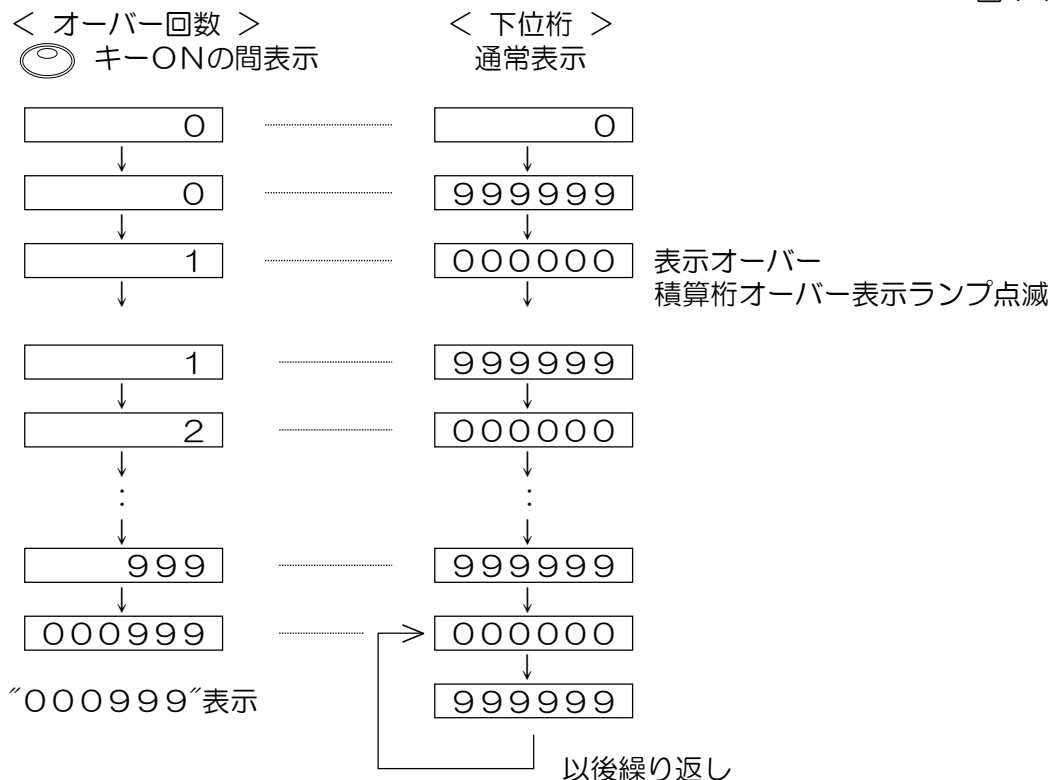 < オーバー回数 > < 下位桁 >
キーONの間表示 通常表示
0 0
0 999999
1 000000 表示オーバー
積算桁オーバー表示ランプ点滅
1 999999
2 000000
: :
999 999999
000999 000000
″000999″表示 999999
以後繰り返し